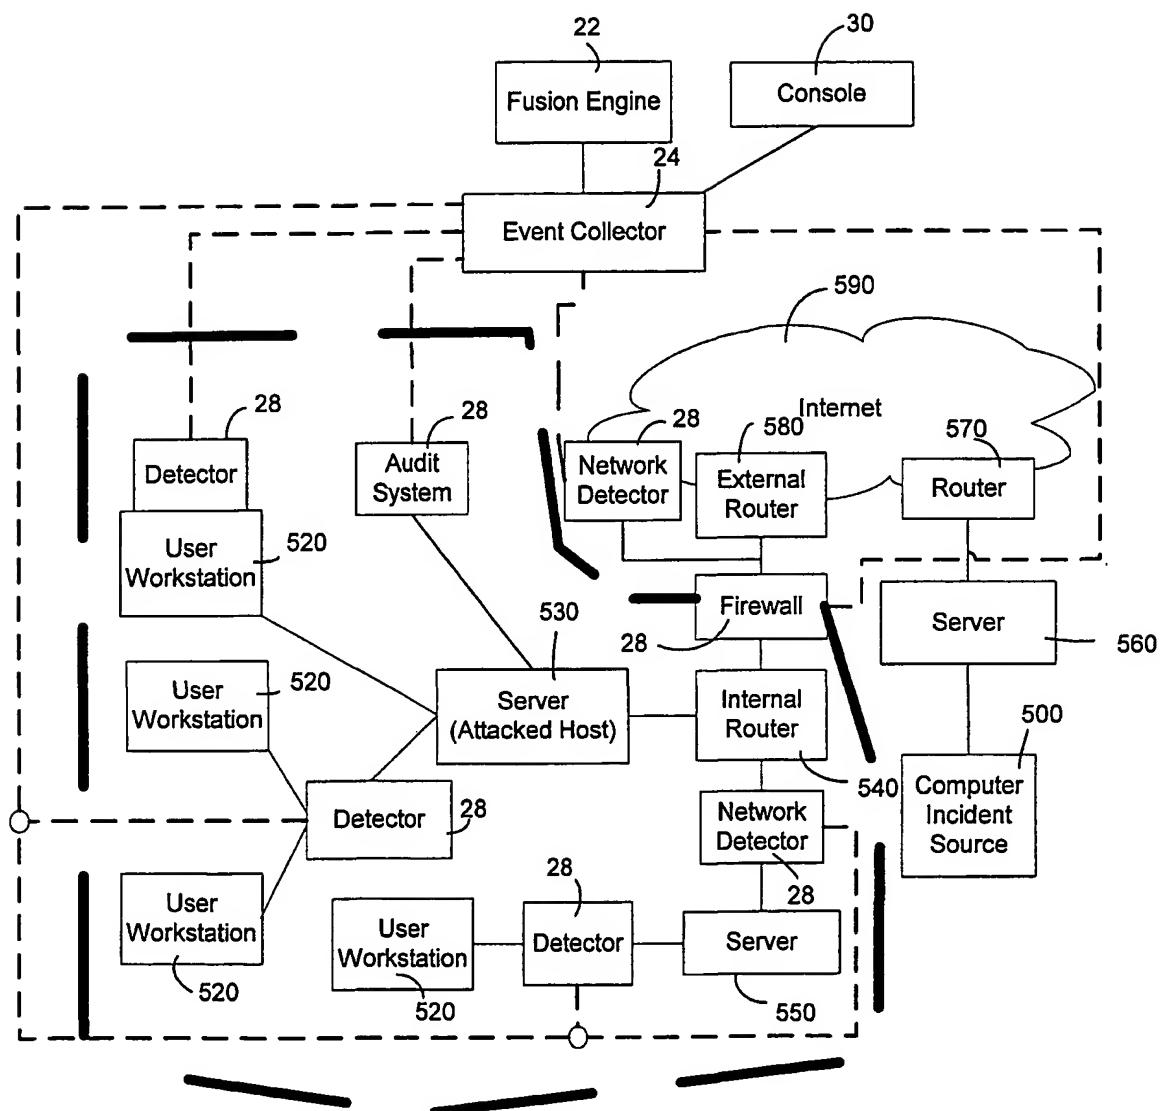 22
30
Fusion Engine
Console
24
Event Collector
590
Internet
28
28
28
580
570
Detector
Audit
System
Network
Detector
External
Router
Router
User
Workstation
520
Firewall
28
Server
560
530
User
Workstation
520
Server
(Attacked Host)
Internal
Router
540
500
Computer
Incident
Source
Detector
28
Network
Detector
28
User
Workstation
520
28
User
Workstation
520
Detector
Server
550